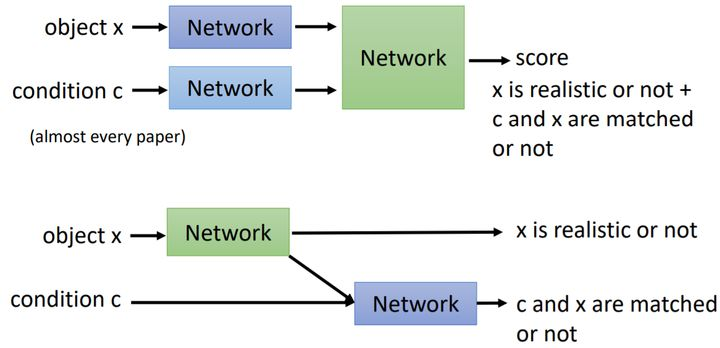 object x
Network
Network
score
condition c
Network
x is realistic or not +
c and x are matched
or not
(almost every paper)
object x
Network
x is realistic or not
condition c
Network
c and x are matched
or not